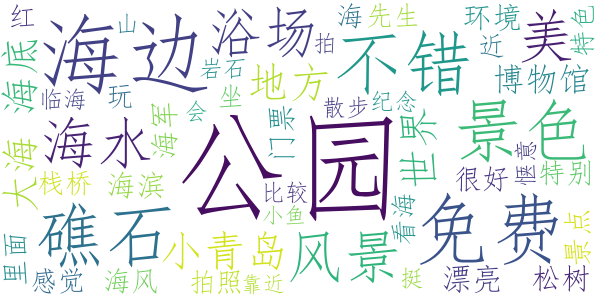 红
山
浴场
拍
海
先生
环境
美
特色
海底
海边
岩石
不错
近
博物馆
临海
玩
海军
会
坐
地方
门票
散步
纪念
世界
景色
大海
海水
公园
栈桥
海滨
比较
小鱼
看海
很好
惬意
特别
里面
礁石
小青岛
风景
免费
景点
感觉
海风
拍照
靠近
挺
漂亮
松树